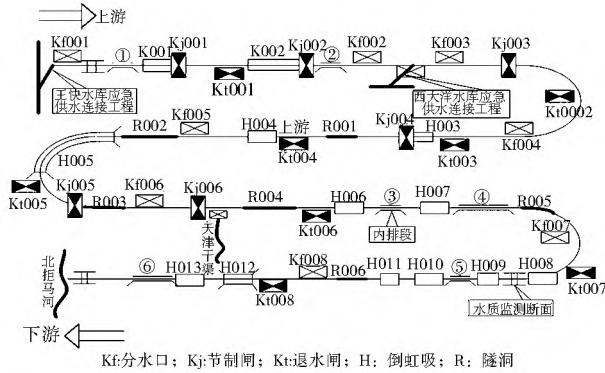 上游
Kf001 ① K001 Kj001 K002 Kj002 ② Kf002 Kf003 Kj003
Kt001
王快水库应急
供水连接工程
西大洋水库应急
供水连接工程
Kt0002
R002 Kf005 H004 上游 R001 Kj004 H003 Kf004
H005 Kt004 Kt003
Kt005 Kj005 R003 Kf006 Kj006 R004 Kt006 H006 ③ H007 ④ R005
内排段
Kf007
天津干渠
北拒马河
⑥ H013 H012 Kt008 Kf008 R006 H011 H010 ⑤ H009 H008 Kt007
水质监测断面
下游
Kf:分水口；Kj:节制闸；Kt:退水闸；H：倒虹吸；R：隧洞